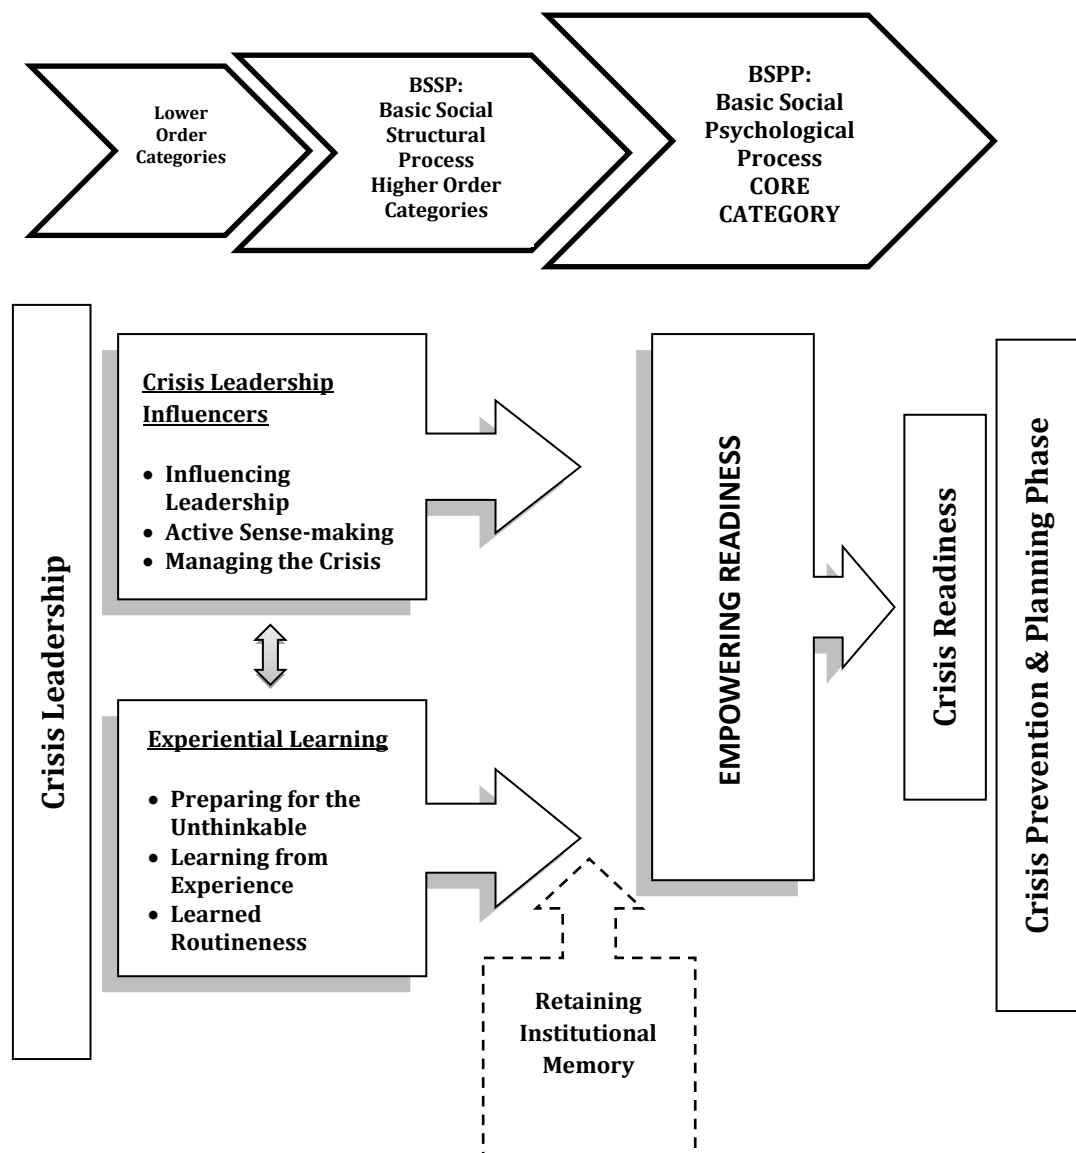 Lower
Order
Categories
BSSP:
Basic Social
Structural
Process
Higher Order
Categories
BSPP:
Basic Social
Psychological
Process
CORE
CATEGORY
Crisis Leadership
Crisis Leadership
Influencers
• Influencing
Leadership
• Active Sense-making
• Managing the Crisis
Experiential Learning
• Preparing for the
Unthinkable
• Learning from
Experience
• Learned
Routineness
Retaining
Institutional
Memory
EMPOWERING READINESS
Crisis Readiness
Crisis Prevention & Planning Phase